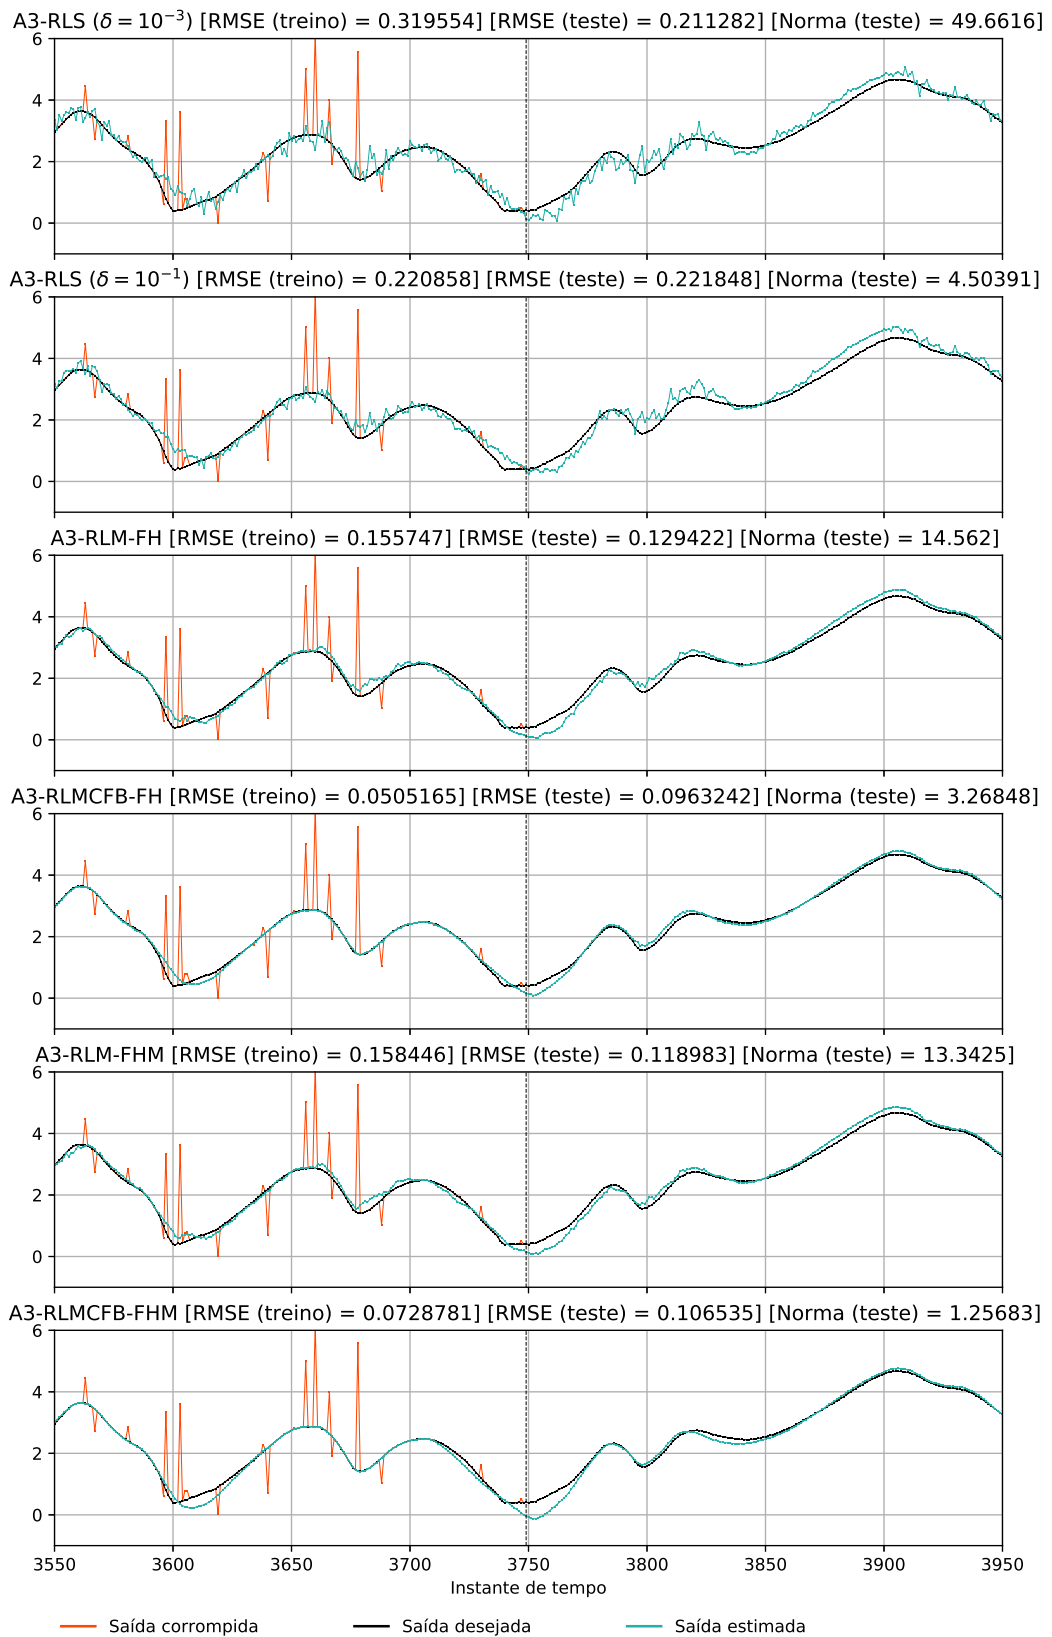 A3-RLS (δ = 10⁻³) [RMSE (treino) = 0.319554] [RMSE (teste) = 0.211282] [Norma (teste) = 49.6616]
6
4
2
0
A3-RLS (δ = 10⁻¹) [RMSE (treino) = 0.220858] [RMSE (teste) = 0.221848] [Norma (teste) = 4.50391]
6
4
2
0
A3-RLM-FH [RMSE (treino) = 0.155747] [RMSE (teste) = 0.129422] [Norma (teste) = 14.562]
6
4
2
0
A3-RLMCFB-FH [RMSE (treino) = 0.0505165] [RMSE (teste) = 0.0963242] [Norma (teste) = 3.26848]
6
4
2
0
A3-RLM-FHM [RMSE (treino) = 0.158446] [RMSE (teste) = 0.118983] [Norma (teste) = 13.3425]
6
4
2
0
A3-RLMCFB-FHM [RMSE (treino) = 0.0728781] [RMSE (teste) = 0.106535] [Norma (teste) = 1.25683]
6
4
2
0
3550 3600 3650 3700 3750 3800 3850 3900 3950
Instante de tempo
Saída corrompida Saída desejada Saída estimada